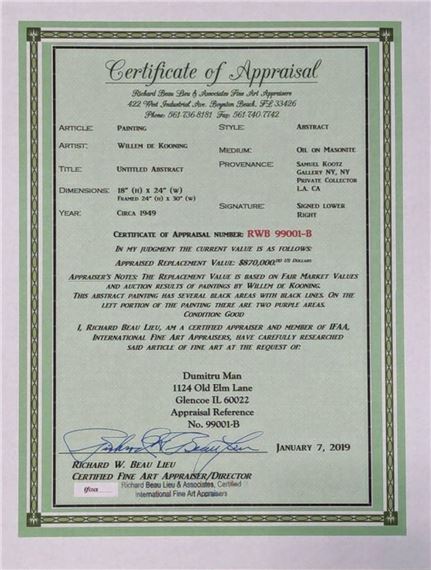 Certificate of Appraisal
Richard Beau Lieu & Associates Fine Art Appraisers
422 West Industrial Ave. Boynton Beach, FL 33426
Phone: 561-736-8181 Fax: 561-740-7742
ARTICLE: PAINTING STYLE: ABSTRACT
ARTIST: WILLEM DE KOONING MEDIUM: OIL ON MASONITE
TITLE: UNTITLED ABSTRACT PROVENANCE: SAMUEL KOOTZ
GALLERY NY, NY
PRIVATE COLLECTOR
L.A. CA
DIMENSIONS: 18" (H) X 24" (W)
FRAMED 24" (H) X 30" (W)
YEAR: CIRCA 1949 SIGNATURE: SIGNED LOWER
RIGHT
CERTIFICATE OF APPRAISAL NUMBER: RWB 99001-B
IN MY JUDGMENT THE CURRENT VALUE IS AS FOLLOWS:
APPRAISED REPLACEMENT VALUE: $870,000.00 US DOLLARS
APPRAISER'S NOTES: THE REPLACEMENT VALUE IS BASED ON FAIR MARKET VALUES
AND AUCTION RESULTS OF PAINTINGS BY WILLEM DE KOONING.
THIS ABSTRACT PAINTING HAS SEVERAL BLACK AREAS WITH BLACK LINES. ON THE
LEFT PORTION OF THE PAINTING THERE ARE TWO PURPLE AREAS.
CONDITION: GOOD
I, RICHARD BEAU LIEU, AM A CERTIFIED APPRAISER AND MEMBER OF IFAA,
INTERNATIONAL FINE ART APPRAISERS, HAVE CAREFULLY RESEARCHED
SAID ARTICLE OF FINE ART AT THE REQUEST OF:
Dumitru Man
1124 Old Elm Lane
Glencoe IL 60022
Appraisal Reference
No. 99001-B
Richard W Beau Lieu JANUARY 7, 2019
RICHARD W. BEAU LIEU
CERTIFIED FINE ART APPRAISER/DIRECTOR
Richard Beau Lieu & Associates, Certified
International Fine Art Appraisers
ifaa